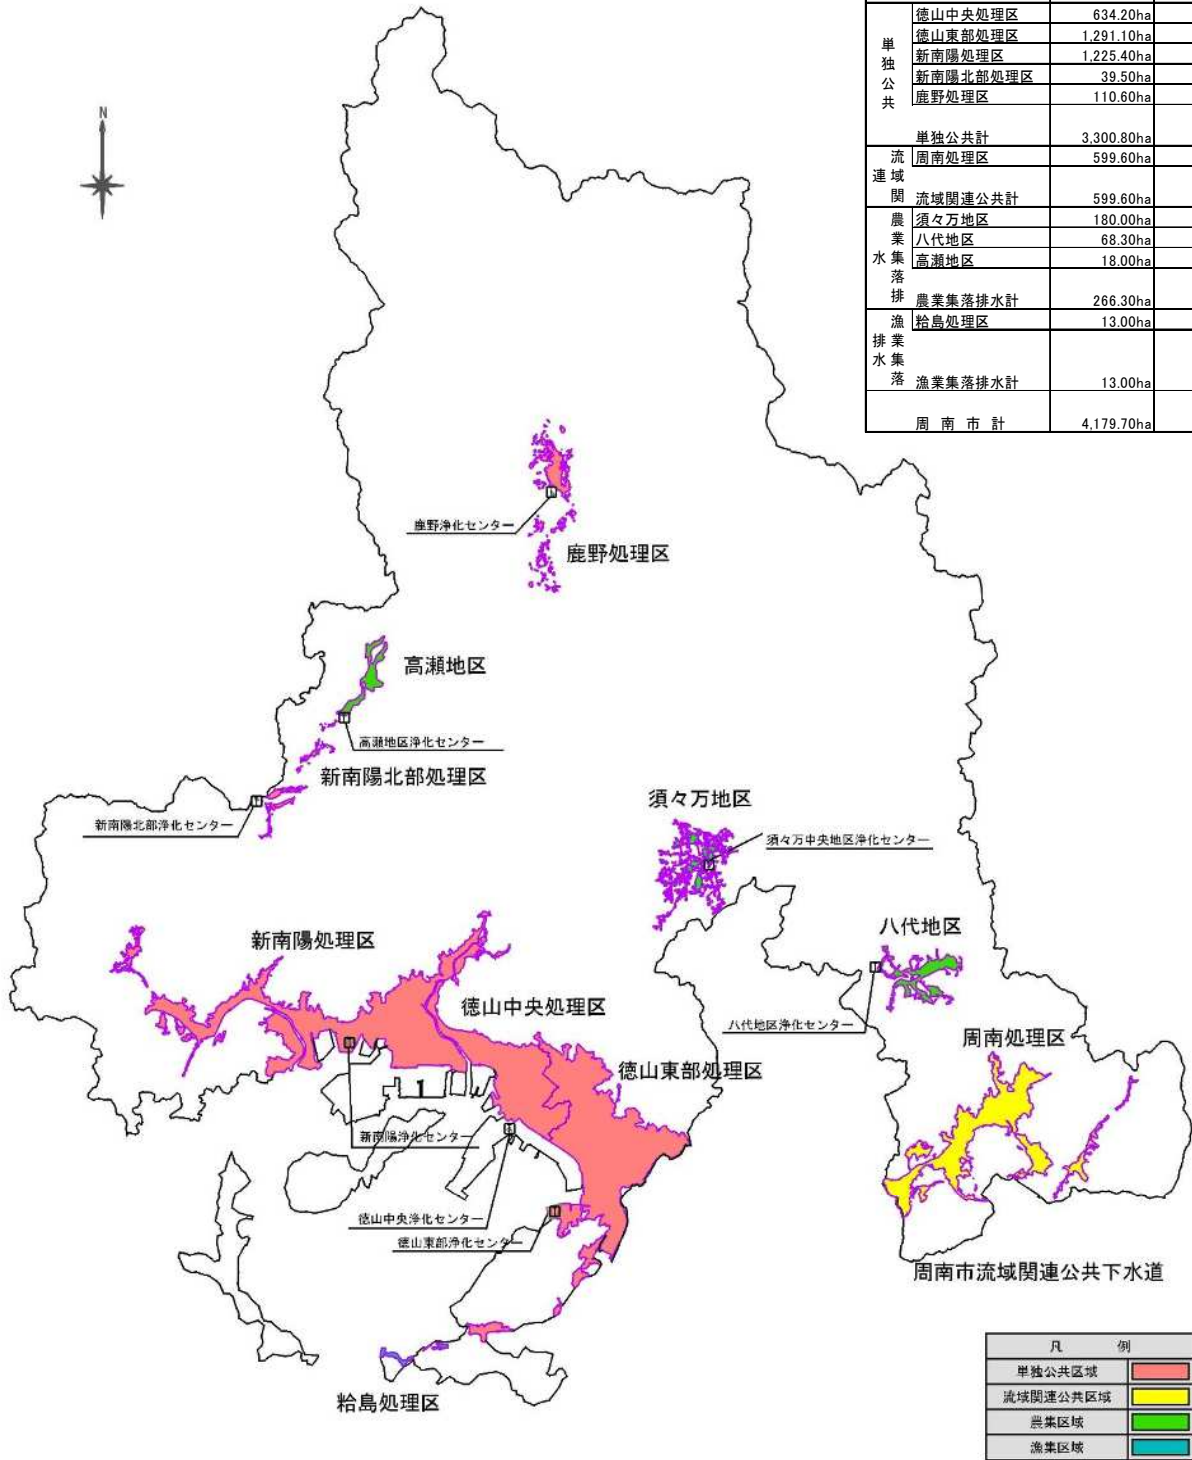 徳山中央処理区 634.20ha
徳山東部処理区 1,291.10ha
新南陽処理区 1,225.40ha
新南陽北部処理区 39.50ha
鹿野処理区 110.60ha
単独公共
単独公共計 3,300.80ha
流域関連
周南処理区 599.60ha
流域関連公共計 599.60ha
農業集落排水
須々万地区 180.00ha
八代地区 68.30ha
高瀬地区 18.00ha
農業集落排水計 266.30ha
漁業集落排水
粭島処理区 13.00ha
漁業集落排水計 13.00ha
周南市計 4,179.70ha
N
鹿野浄化センター
鹿野処理区
高瀬地区
高瀬地区浄化センター
新南陽北部処理区
新南陽北部浄化センター
須々万地区
須々万中央地区浄化センター
新南陽処理区
八代地区
徳山中央処理区
八代地区浄化センター
周南処理区
徳山東部処理区
新南陽浄化センター
徳山中央浄化センター
徳山東部浄化センター
周南市流域関連公共下水道
粭島処理区
凡例
単独公共区域
流域関連公共区域
農集区域
漁集区域